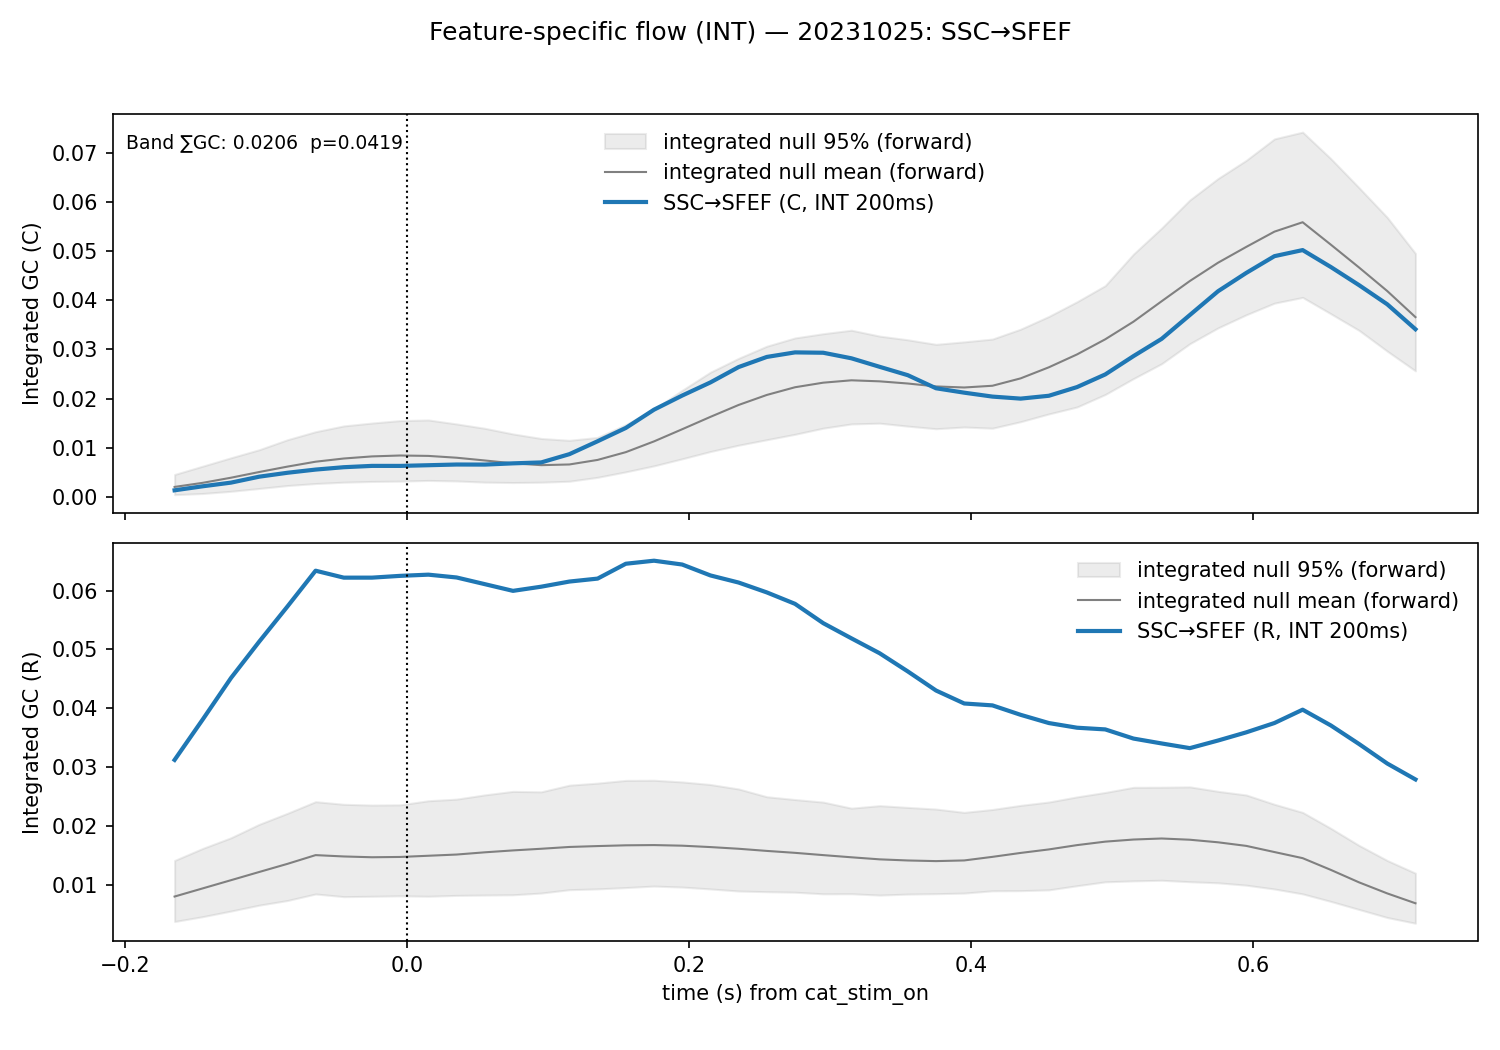 Feature-specific flow (INT) — 20231025: SSC→SFEF
Band ∑GC: 0.0206  p=0.0419
integrated null 95% (forward)
integrated null mean (forward)
SSC→SFEF (C, INT 200ms)
Integrated GC (C)
0.07
0.06
0.05
0.04
0.03
0.02
0.01
0.00
integrated null 95% (forward)
integrated null mean (forward)
SSC→SFEF (R, INT 200ms)
Integrated GC (R)
0.06
0.05
0.04
0.03
0.02
0.01
−0.2 0.0 0.2 0.4 0.6
time (s) from cat_stim_on